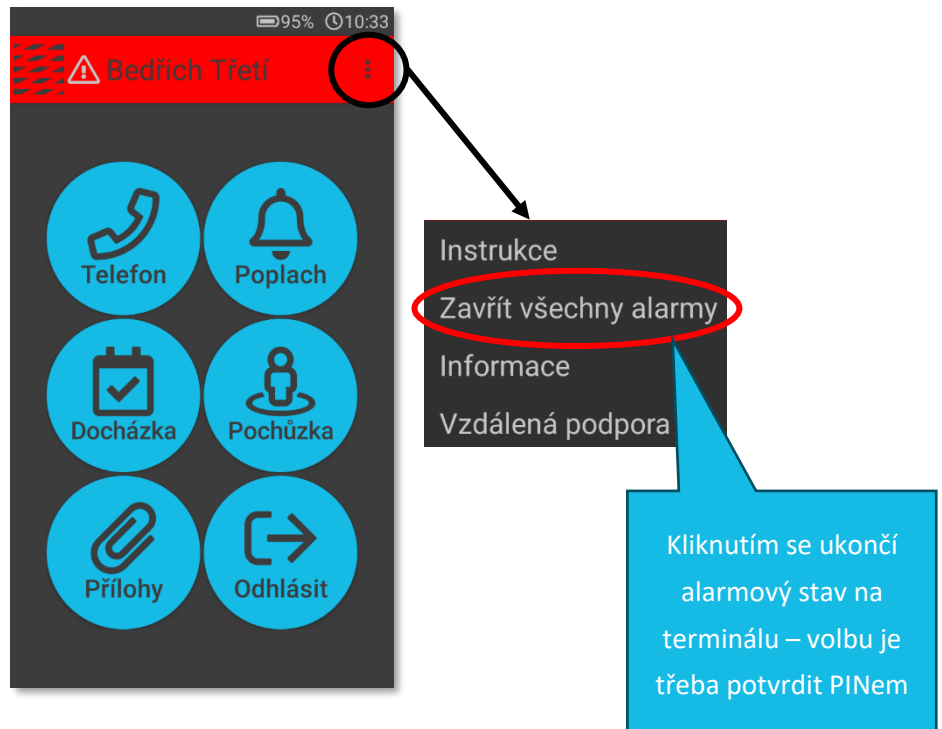 95% 10:33
Bedřich Třetí
Telefon
Poplach
Docházka
Pochůzka
Přílohy
Odhlásit
Instrukce
Zavřít všechny alarmy
Informace
Vzdálená podpora
Kliknutím se ukončí
alarmový stav na
terminálu – volbu je
třeba potvrdit PINem